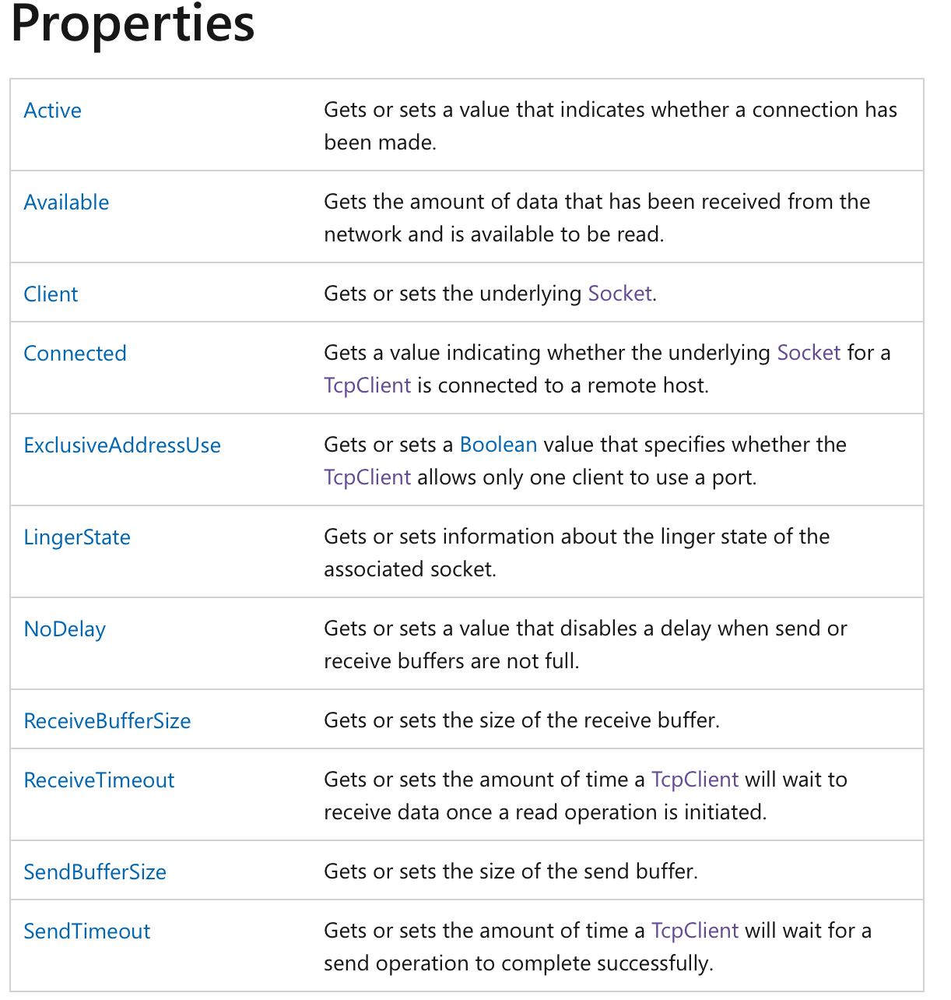 Properties
Active Gets or sets a value that indicates whether a connection has
been made.
Available Gets the amount of data that has been received from the
network and is available to be read.
Client Gets or sets the underlying Socket.
Connected Gets a value indicating whether the underlying Socket for a
TcpClient is connected to a remote host.
ExclusiveAddressUse Gets or sets a Boolean value that specifies whether the
TcpClient allows only one client to use a port.
LingerState Gets or sets information about the linger state of the
associated socket.
NoDelay Gets or sets a value that disables a delay when send or
receive buffers are not full.
ReceiveBufferSize Gets or sets the size of the receive buffer.
ReceiveTimeout Gets or sets the amount of time a TcpClient will wait to
receive data once a read operation is initiated.
SendBufferSize Gets or sets the size of the send buffer.
SendTimeout Gets or sets the amount of time a TcpClient will wait for a
send operation to complete successfully.